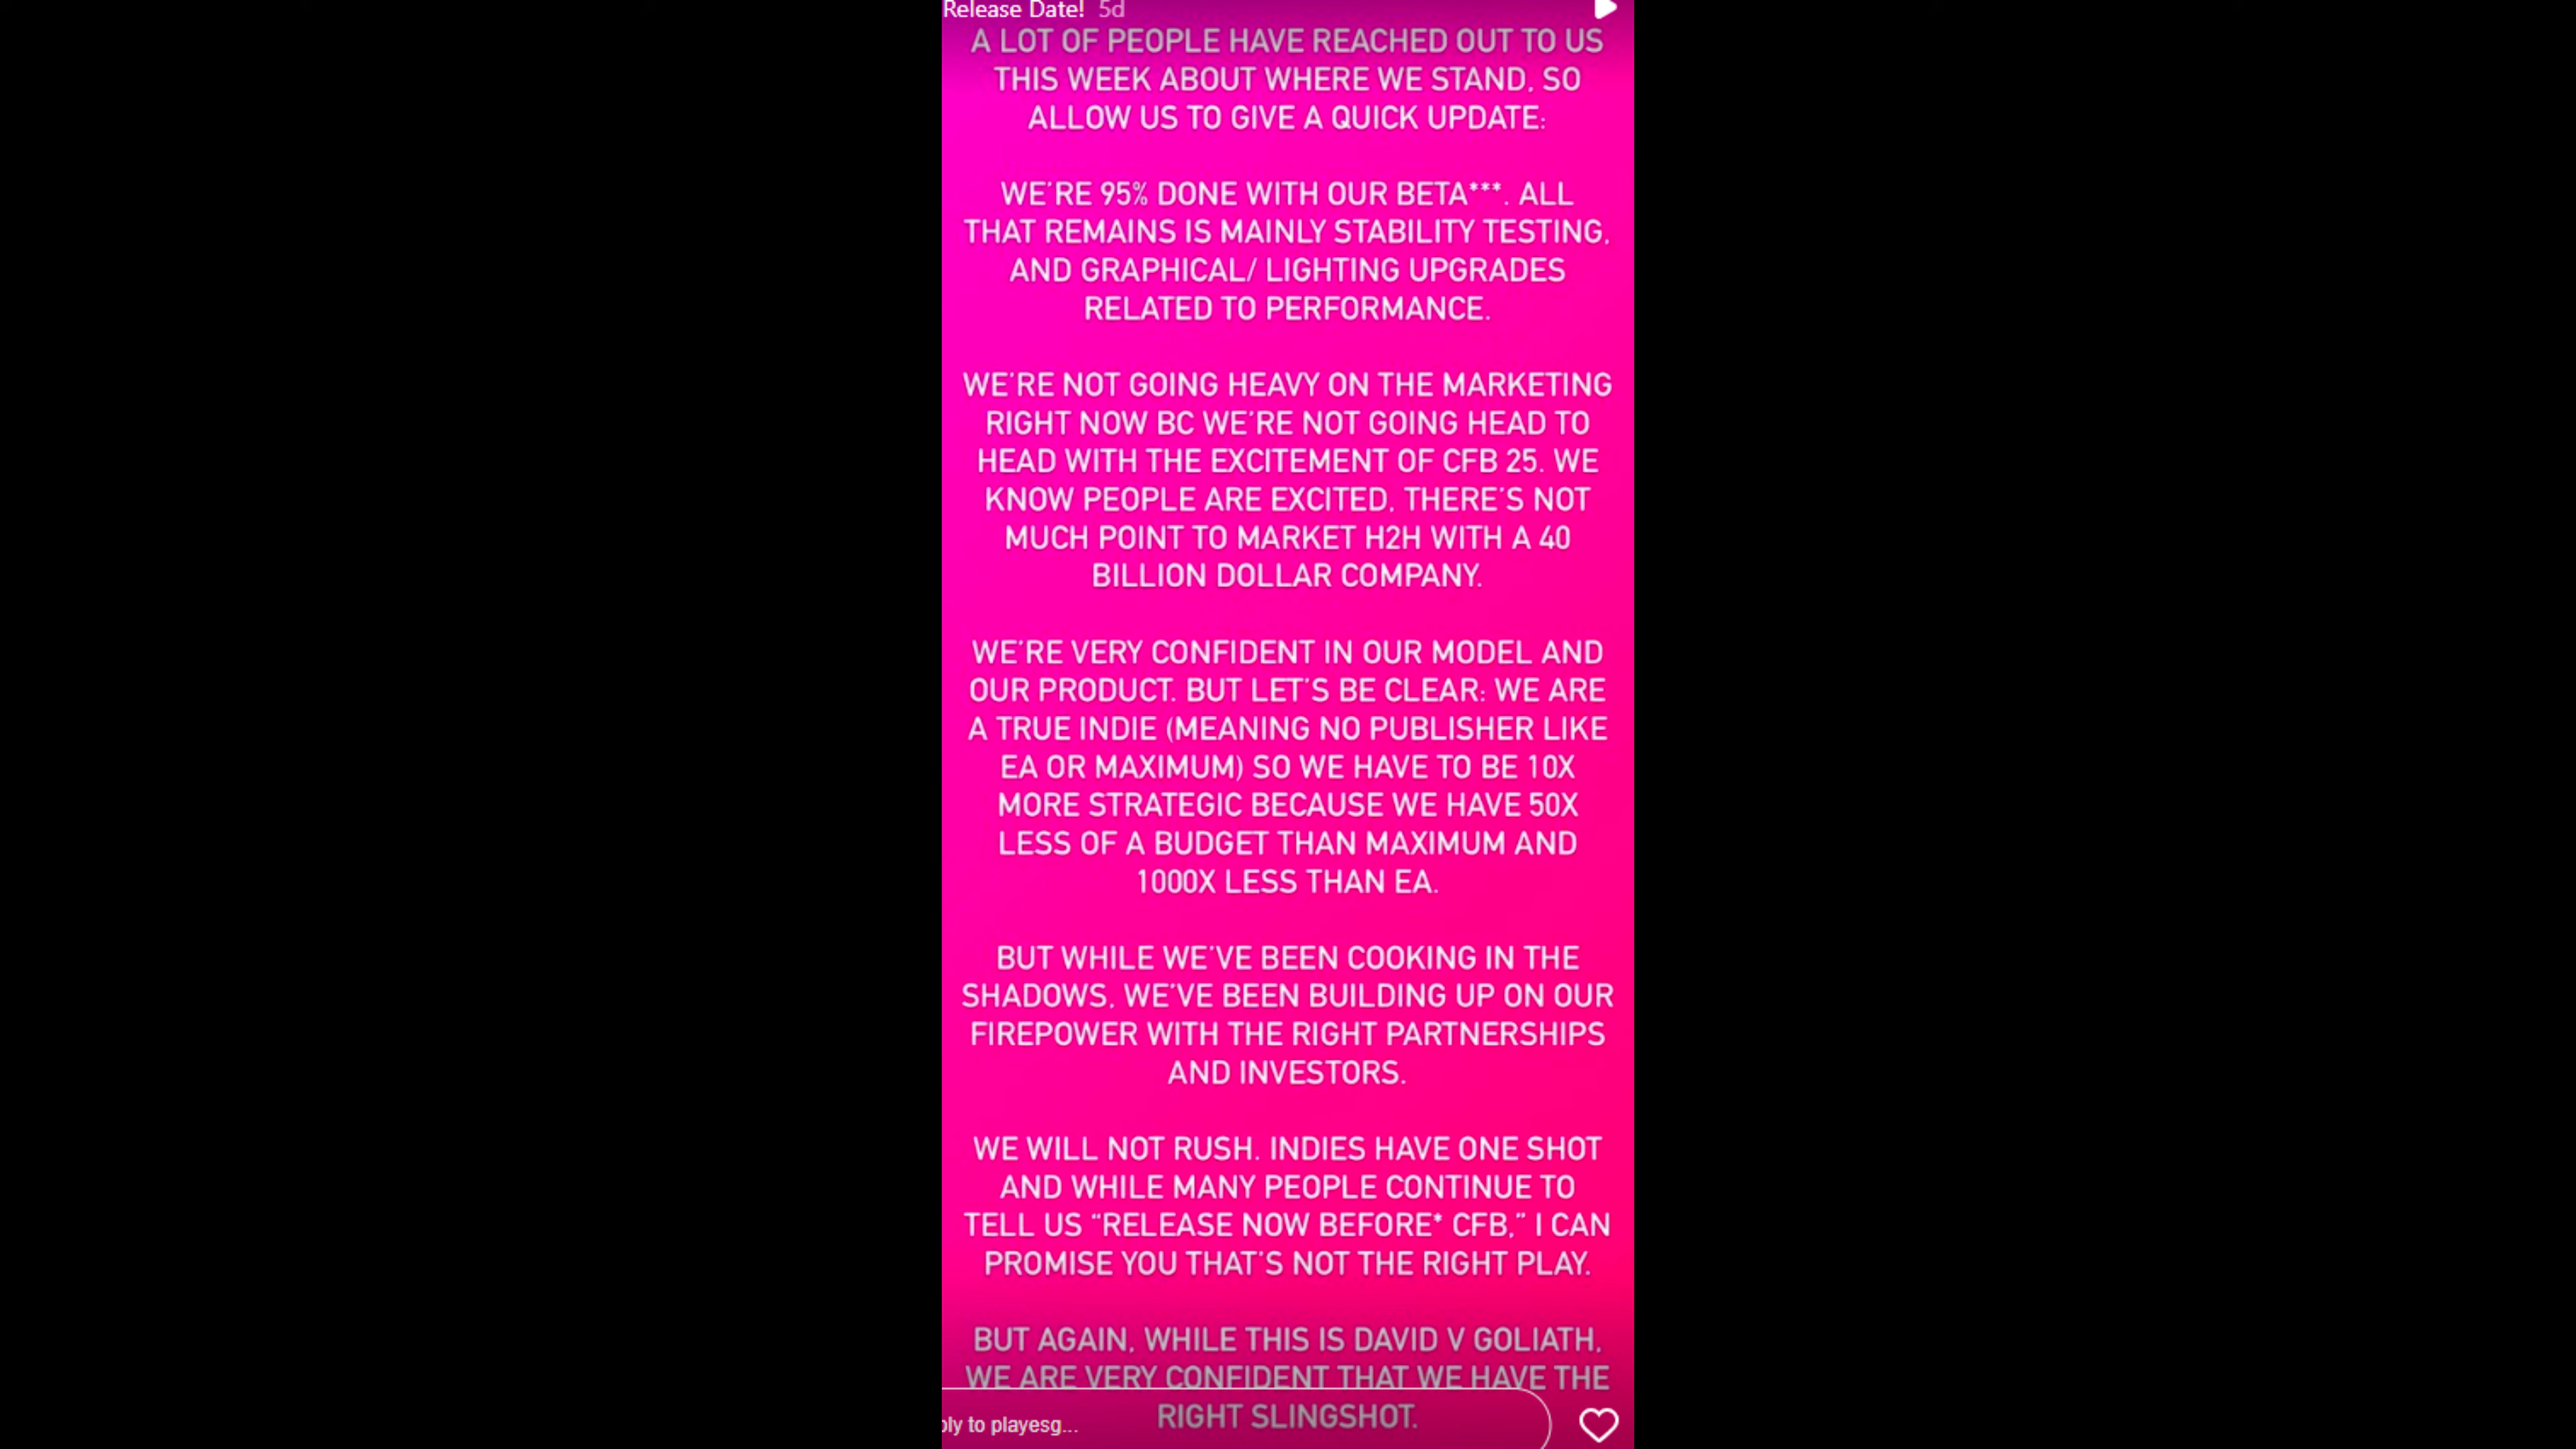 Release Date! 5d
A LOT OF PEOPLE HAVE REACHED OUT TO US
THIS WEEK ABOUT WHERE WE STAND, SO
ALLOW US TO GIVE A QUICK UPDATE:
WE'RE 95% DONE WITH OUR BETA***. ALL
THAT REMAINS IS MAINLY STABILITY TESTING,
AND GRAPHICAL/ LIGHTING UPGRADES
RELATED TO PERFORMANCE.
WE'RE NOT GOING HEAVY ON THE MARKETING
RIGHT NOW BC WE'RE NOT GOING HEAD TO
HEAD WITH THE EXCITEMENT OF CFB 25. WE
KNOW PEOPLE ARE EXCITED, THERE'S NOT
MUCH POINT TO MARKET H2H WITH A 40
BILLION DOLLAR COMPANY.
WE'RE VERY CONFIDENT IN OUR MODEL AND
OUR PRODUCT. BUT LET'S BE CLEAR: WE ARE
A TRUE INDIE (MEANING NO PUBLISHER LIKE
EA OR MAXIMUM) SO WE HAVE TO BE 10X
MORE STRATEGIC BECAUSE WE HAVE 50X
LESS OF A BUDGET THAN MAXIMUM AND
1000X LESS THAN EA.
BUT WHILE WE'VE BEEN COOKING IN THE
SHADOWS, WE'VE BEEN BUILDING UP ON OUR
FIREPOWER WITH THE RIGHT PARTNERSHIPS
AND INVESTORS.
WE WILL NOT RUSH. INDIES HAVE ONE SHOT
AND WHILE MANY PEOPLE CONTINUE TO
TELL US “RELEASE NOW BEFORE* CFB,” I CAN
PROMISE YOU THAT'S NOT THE RIGHT PLAY.
BUT AGAIN, WHILE THIS IS DAVID V GOLIATH,
WE ARE VERY CONFIDENT THAT WE HAVE THE
RIGHT SLINGSHOT.
ply to playesg...